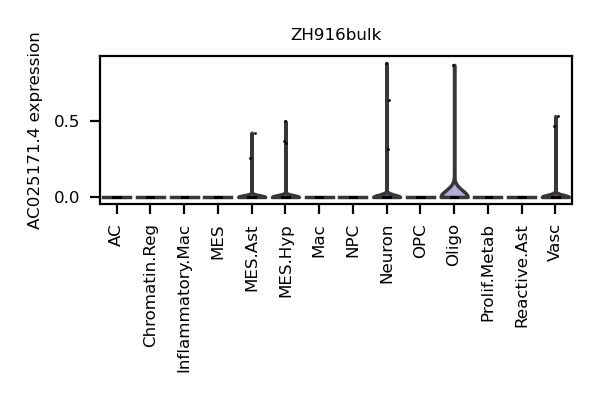 ZH916bulk
AC025171.4 expression
0.5
0.0
AC
Chromatin.Reg
Inflammatory.Mac
MES
MES.Ast
MES.Hyp
Mac
NPC
Neuron
OPC
Oligo
Prolif.Metab
Reactive.Ast
Vasc